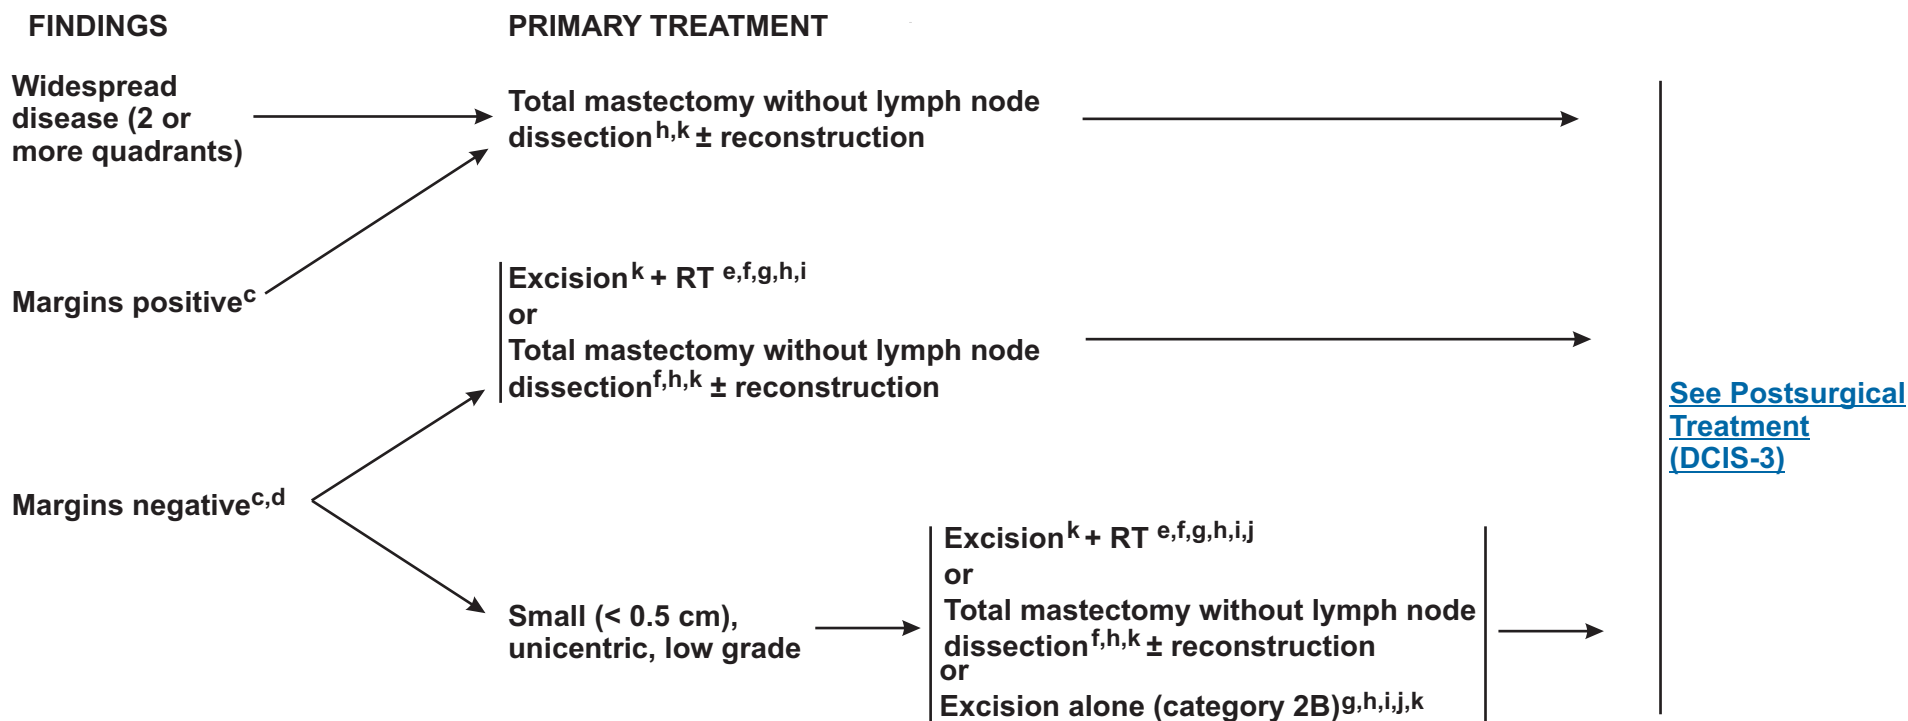 FINDINGS
PRIMARY TREATMENT
Widespread
disease (2 or
more quadrants)
Total mastectomy without lymph node
dissection h,k ± reconstruction
Margins positive c
Excision k + RT e,f,g,h,i
or
Total mastectomy without lymph node
dissection f,h,k ± reconstruction
Margins negative c,d
Small (< 0.5 cm),
unicentric, low grade
Excision k + RT e,f,g,h,i,j
or
Total mastectomy without lymph node
dissection f,h,k ± reconstruction
or
Excision alone (category 2B) g,h,i,j,k
See Postsurgical
Treatment
(DCIS-3)